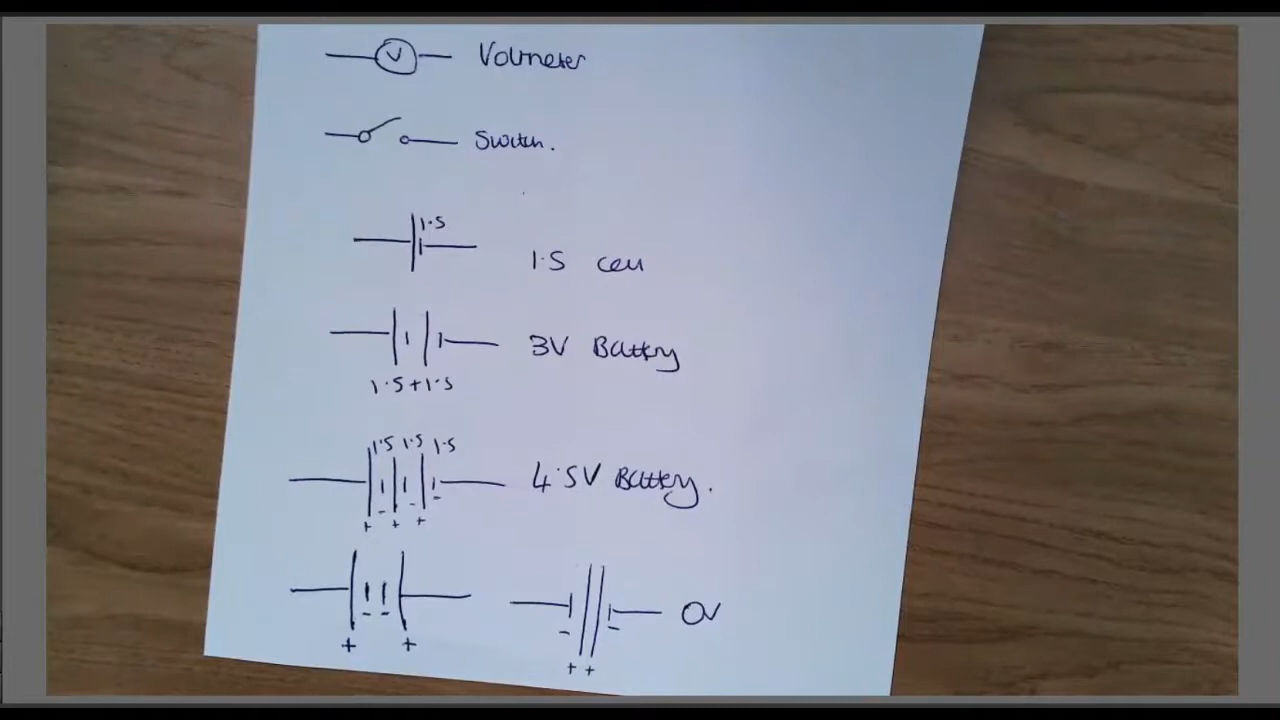 V Voltmeter
Switch.
1.5
1.5 cell
3V Battery
1.5+1.5
1.5 1.5 1.5
4.5V Battery.
- - -
+ + +
- - - - 0V
+ + + +